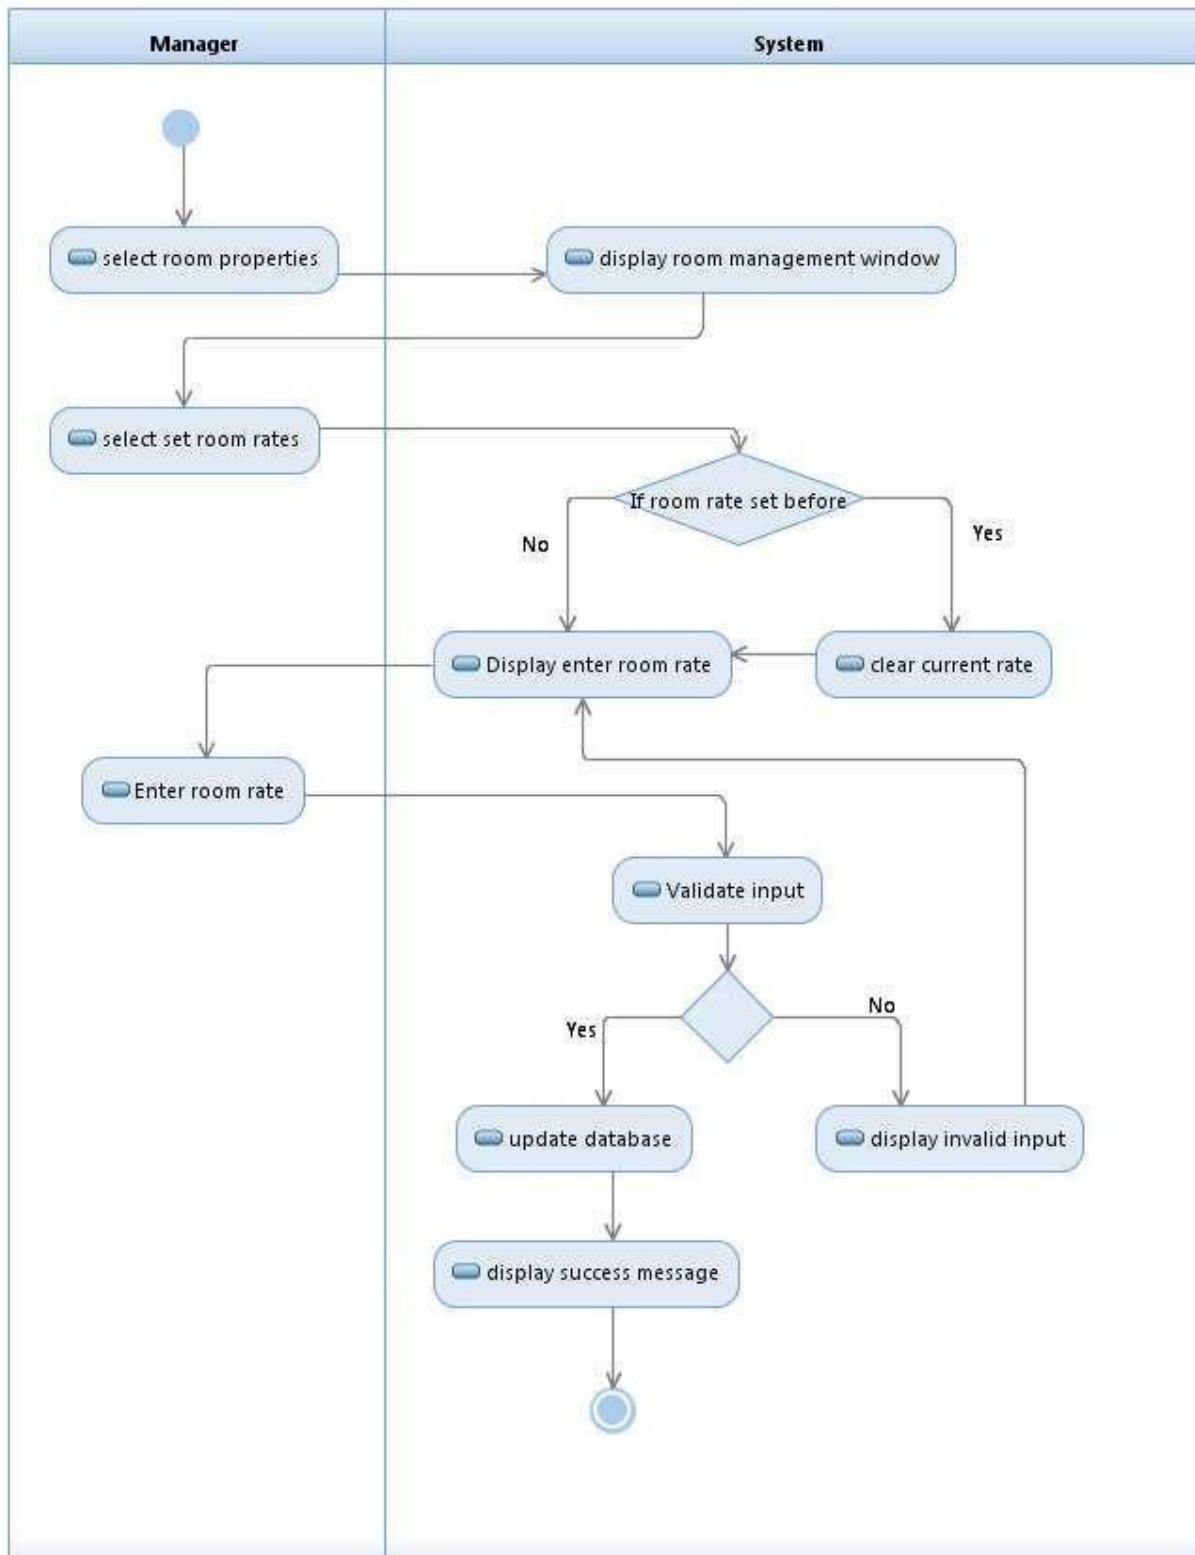 Manager
System
select room properties
display room management window
select set room rates
If room rate set before
No
Yes
Display enter room rate
clear current rate
Enter room rate
Validate input
Yes
No
update database
display invalid input
display success message